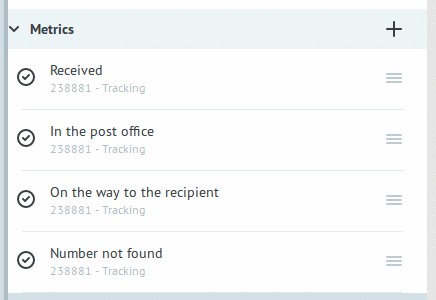 Metrics
Received
238881 - Tracking
In the post office
238881 - Tracking
On the way to the recipient
238881 - Tracking
Number not found
238881 - Tracking